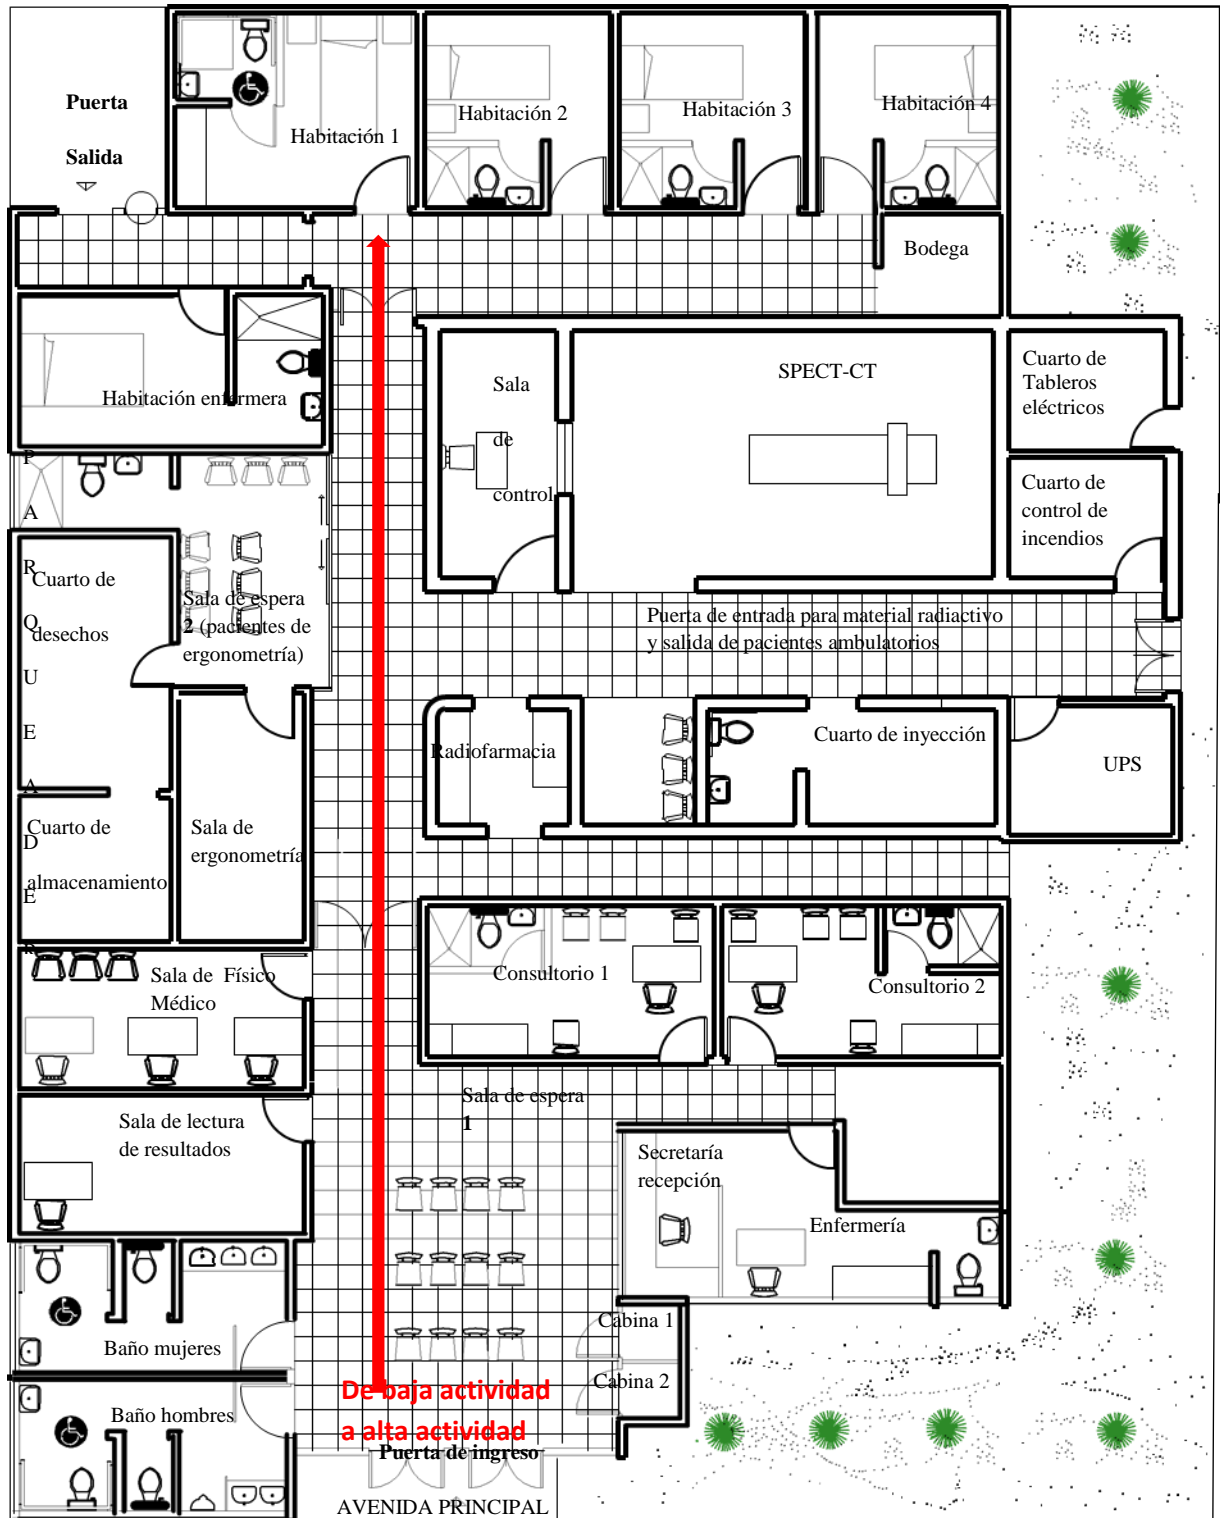 Puerta
Salida
Habitación 1
Habitación 2
Habitación 3
Habitación 4
Bodega
Habitación enfermera
Sala
de
control
SPECT-CT
Cuarto de
Tableros
eléctricos
Cuarto de
control de
incendios
P
A
R
Q
U
E
A
D
E
R
Cuarto de
desechos
Sala de espera
2 (pacientes de
ergonometría)
Puerta de entrada para material radiactivo
y salida de pacientes ambulatorios
Radiofarmacia
Cuarto de inyección
UPS
Cuarto de
almacenamiento
Sala de
ergonometría
Sala de Físico
Médico
Consultorio 1
Consultorio 2
Sala de lectura
de resultados
Sala de espera
1
Secretaría
recepción
Enfermería
Baño mujeres
Cabina 1
Cabina 2
Baño hombres
De baja actividad
a alta actividad
Puerta de ingreso
AVENIDA PRINCIPAL